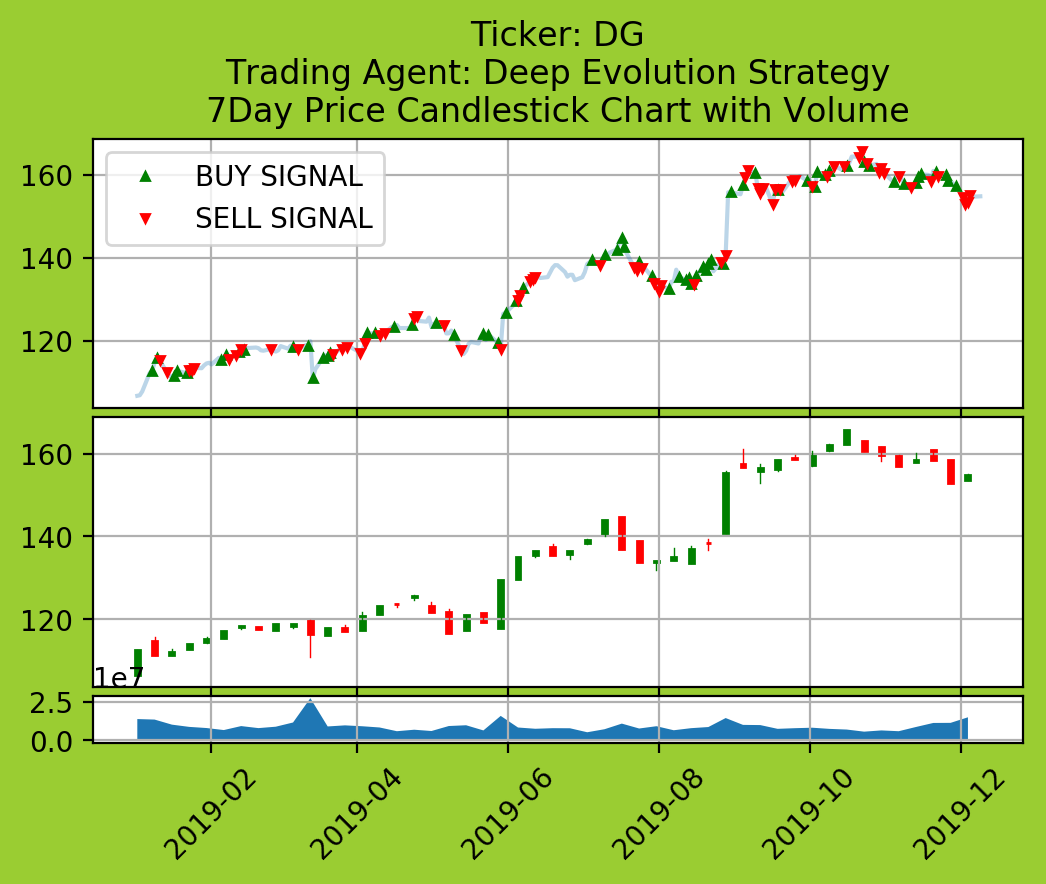 Ticker: DG
Trading Agent: Deep Evolution Strategy
7Day Price Candlestick Chart with Volume
160
140
120
BUY SIGNAL
SELL SIGNAL
160
140
120
1e7
2.5
0.0
2019-02
2019-04
2019-06
2019-08
2019-10
2019-12